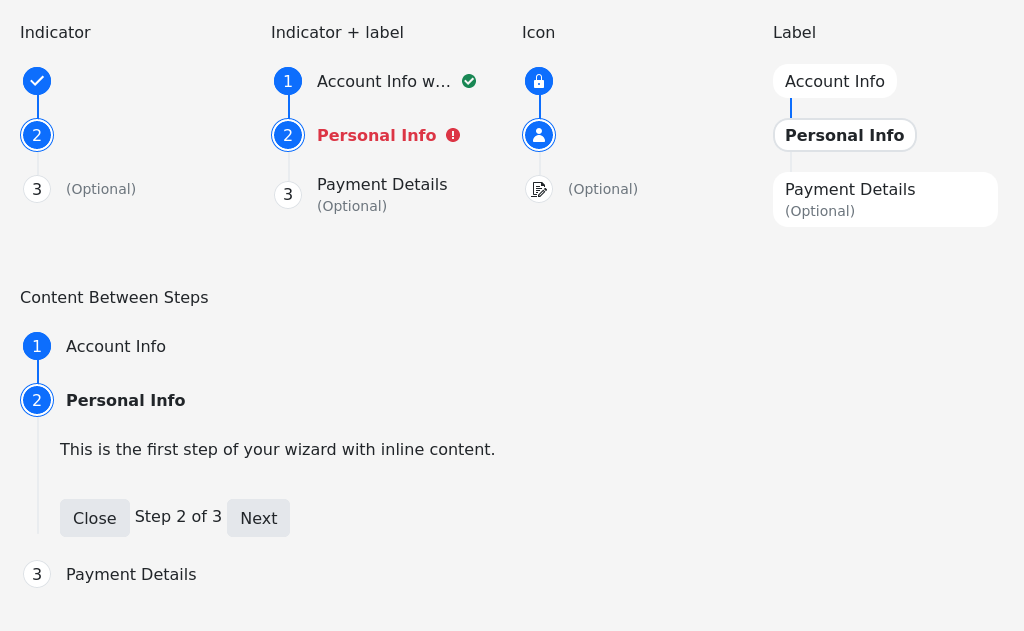 Indicator
2
3 (Optional)
Indicator + label
1 Account Info w...
2 Personal Info
3 Payment Details
(Optional)
Icon
(Optional)
Label
Account Info
Personal Info
Payment Details
(Optional)
Content Between Steps
1 Account Info
2 Personal Info
This is the first step of your wizard with inline content.
Close Step 2 of 3 Next
3 Payment Details